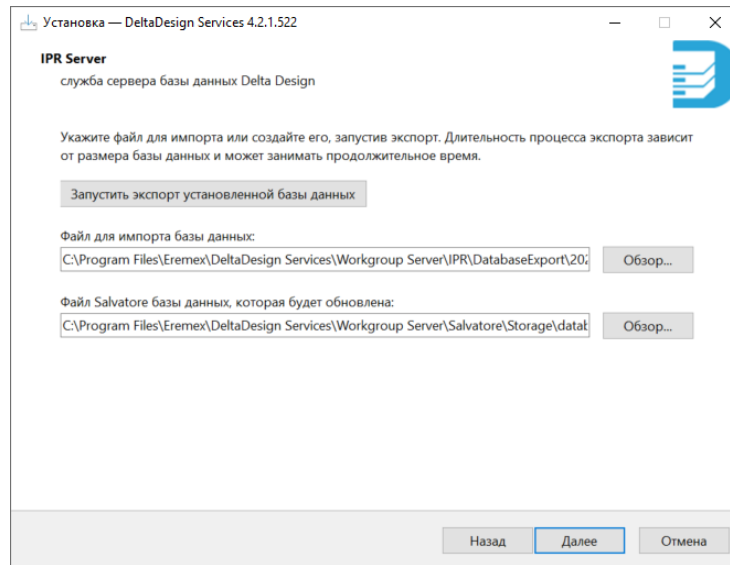 Установка — DeltaDesign Services 4.2.1.522
IPR Server
служба сервера базы данных Delta Design
Укажите файл для импорта или создайте его, запустив экспорт. Длительность процесса экспорта зависит
от размера базы данных и может занимать продолжительное время.
Запустить экспорт установленной базы данных
Файл для импорта базы данных:
C:\Program Files\Eremex\DeltaDesign Services\Workgroup Server\IPR\DatabaseExport\202
Обзор...
Файл Salvatore базы данных, которая будет обновлена:
C:\Program Files\Eremex\DeltaDesign Services\Workgroup Server\Salvatore\Storage\datab
Обзор...
Назад
Далее
Отмена